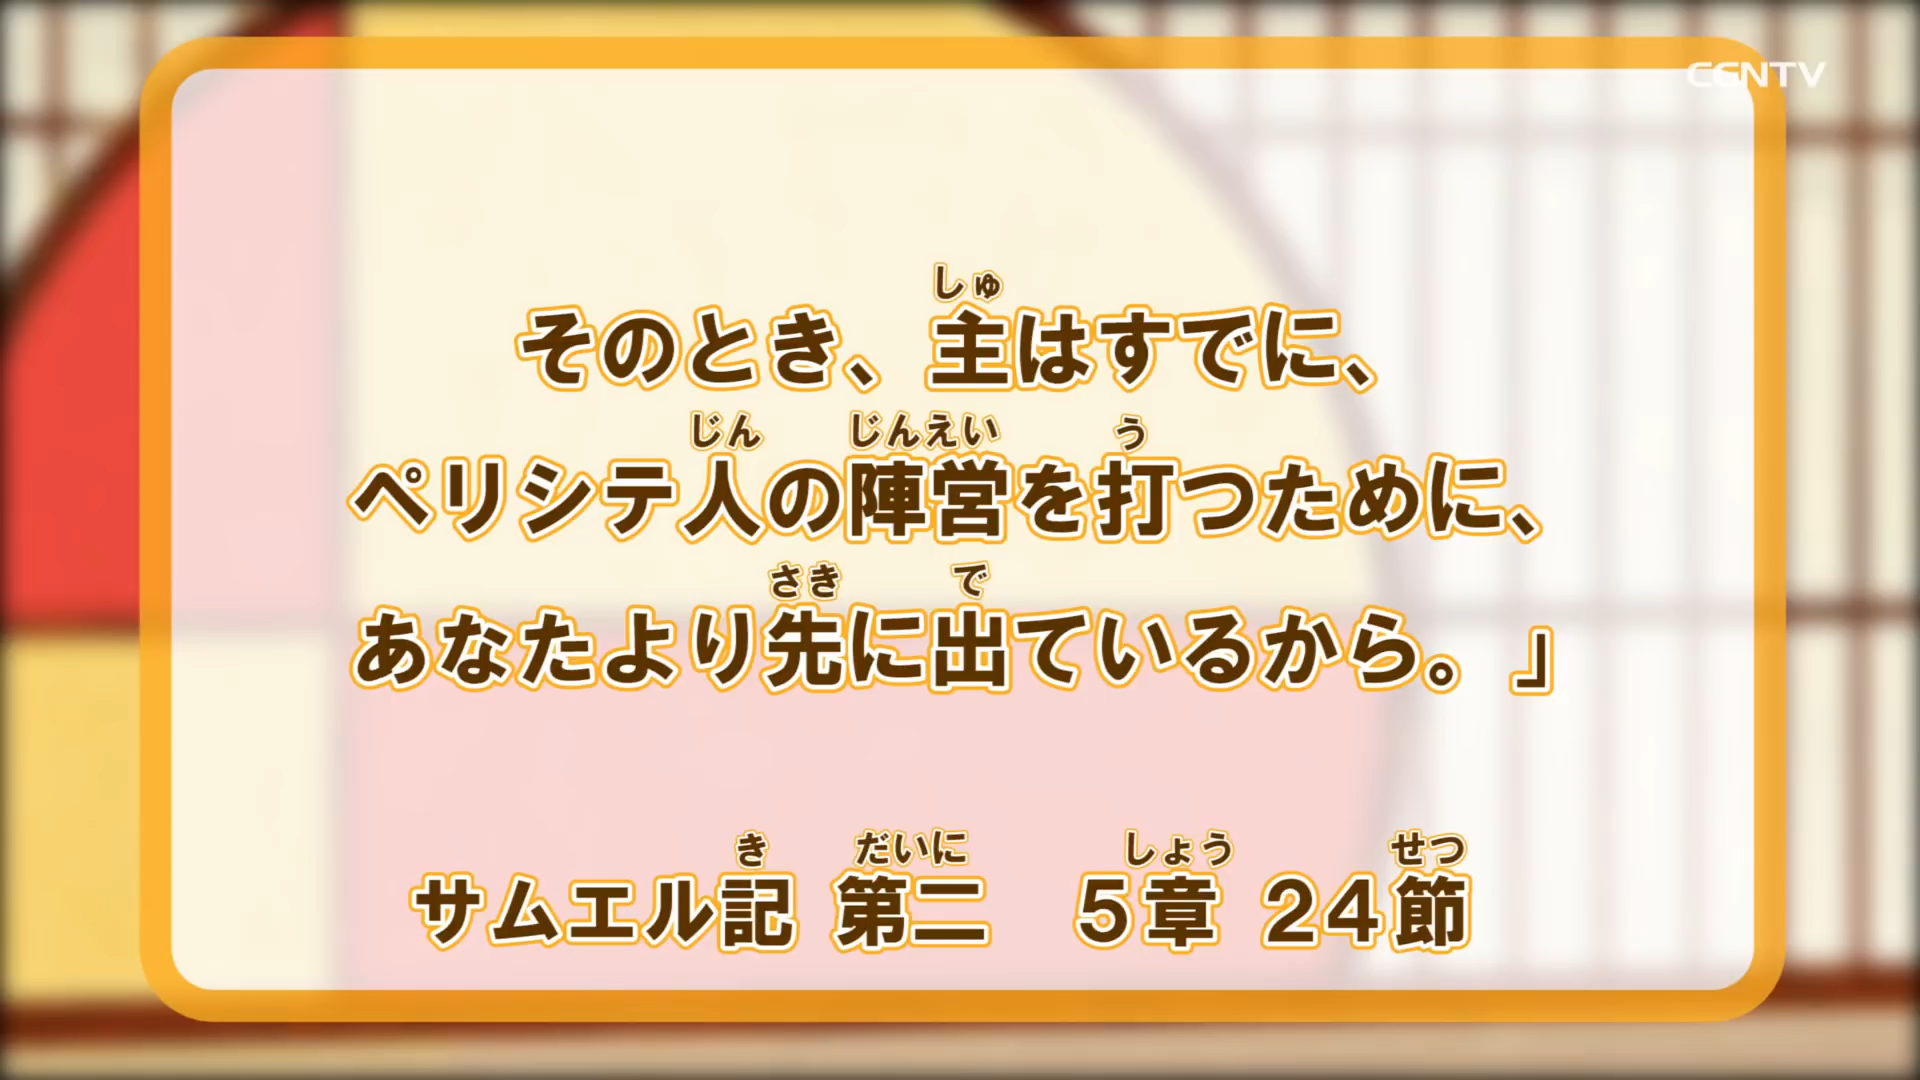 CGNTV
しゅ
そのとき、主はすでに、
じん じんえい う
ペリシテ人の陣営を打つために、
さき で
あなたより先に出ているから。」
き だいに しょう せつ
サムエル記 第二 5章 24節